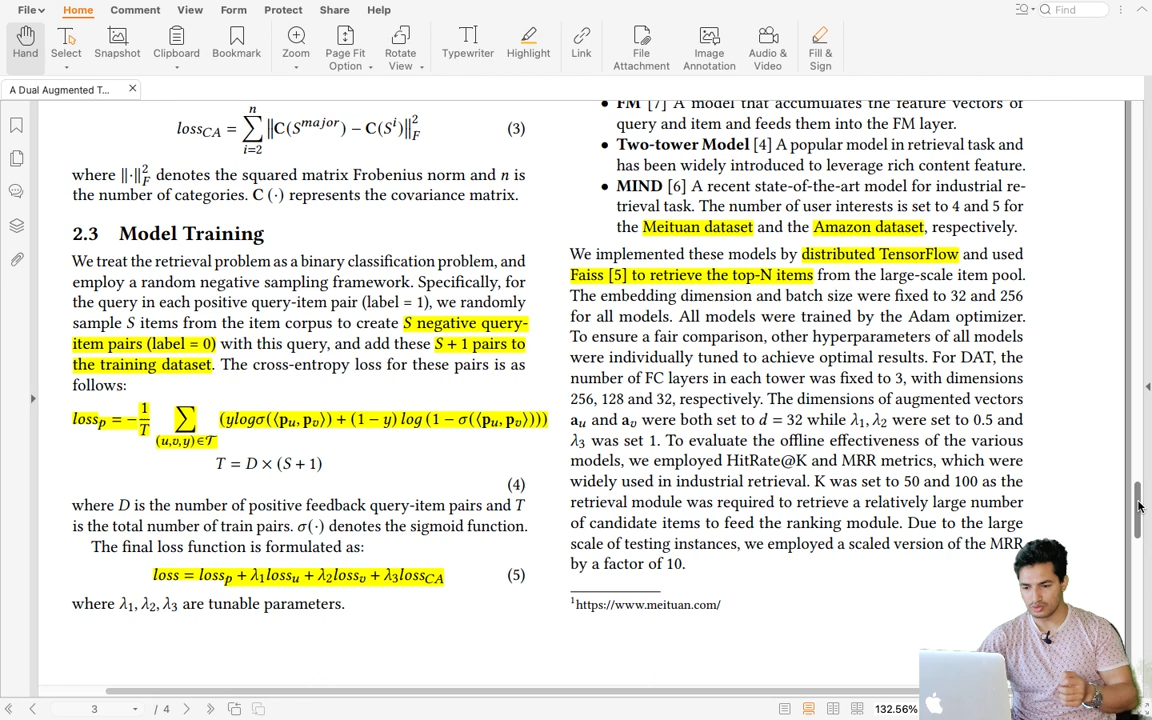 File
Home
Comment
View
Form
Protect
Share
Help
Find
Hand
Select
Snapshot
Clipboard
Bookmark
Zoom
Page Fit
Option
Rotate
View
Typewriter
Highlight
Link
File
Attachment
Image
Annotation
Audio &
Video
Fill &
Sign
A Dual Augmented T...
loss_CA = ∑_{i=2}^{n} ||C(S^major) − C(S^i)||_F^2 (3)
where ||·||_F^2 denotes the squared matrix Frobenius norm and n is
the number of categories. C (·) represents the covariance matrix.
2.3 Model Training
We treat the retrieval problem as a binary classification problem, and
employ a random negative sampling framework. Specifically, for
the query in each positive query-item pair (label = 1), we randomly
sample S items from the item corpus to create S negative query-
item pairs (label = 0) with this query, and add these S + 1 pairs to
the training dataset. The cross-entropy loss for these pairs is as
follows:
loss_p = −1/T ∑_{(u,v,y)∈𝒯} (ylogσ(⟨p_u, p_v⟩) + (1 − y) log (1 − σ(⟨p_u, p_v⟩)))
T = D × (S + 1)
(4)
where D is the number of positive feedback query-item pairs and T
is the total number of train pairs. σ(·) denotes the sigmoid function.
The final loss function is formulated as:
loss = loss_p + λ1loss_u + λ2loss_v + λ3loss_CA (5)
where λ1, λ2, λ3 are tunable parameters.
• FM [7] A model that accumulates the feature vectors of
query and item and feeds them into the FM layer.
• Two-tower Model [4] A popular model in retrieval task and
has been widely introduced to leverage rich content feature.
• MIND [6] A recent state-of-the-art model for industrial re-
trieval task. The number of user interests is set to 4 and 5 for
the Meituan dataset and the Amazon dataset, respectively.
We implemented these models by distributed TensorFlow and used
Faiss [5] to retrieve the top-N items from the large-scale item pool.
The embedding dimension and batch size were fixed to 32 and 256
for all models. All models were trained by the Adam optimizer.
To ensure a fair comparison, other hyperparameters of all models
were individually tuned to achieve optimal results. For DAT, the
number of FC layers in each tower was fixed to 3, with dimensions
256, 128 and 32, respectively. The dimensions of augmented vectors
a_u and a_v were both set to d = 32 while λ1, λ2 were set to 0.5 and
λ3 was set 1. To evaluate the offline effectiveness of the various
models, we employed HitRate@K and MRR metrics, which were
widely used in industrial retrieval. K was set to 50 and 100 as the
retrieval module was required to retrieve a relatively large number
of candidate items to feed the ranking module. Due to the large
scale of testing instances, we employed a scaled version of the MRR
by a factor of 10.
1https://www.meituan.com/
3 / 4
132.56%